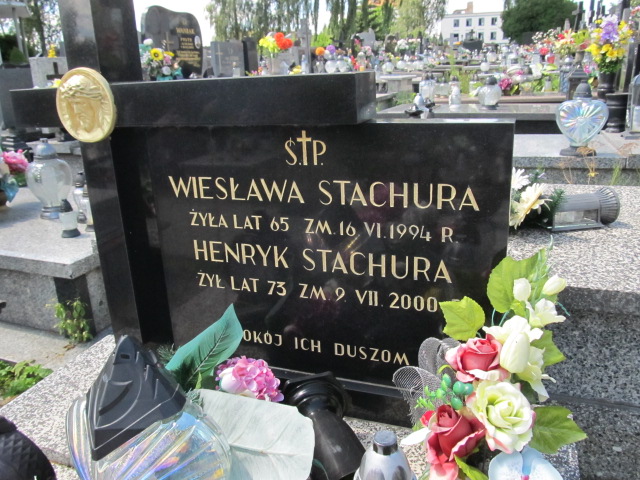 Ś.†P.
WIESŁAWA STACHURA
ŻYŁA LAT 65 ZM. 16 VI. 1994 R.
HENRYK STACHURA
ŻYŁ LAT 73 ZM. 9. VII. 2000
OKÓJ ICH DUSZOM